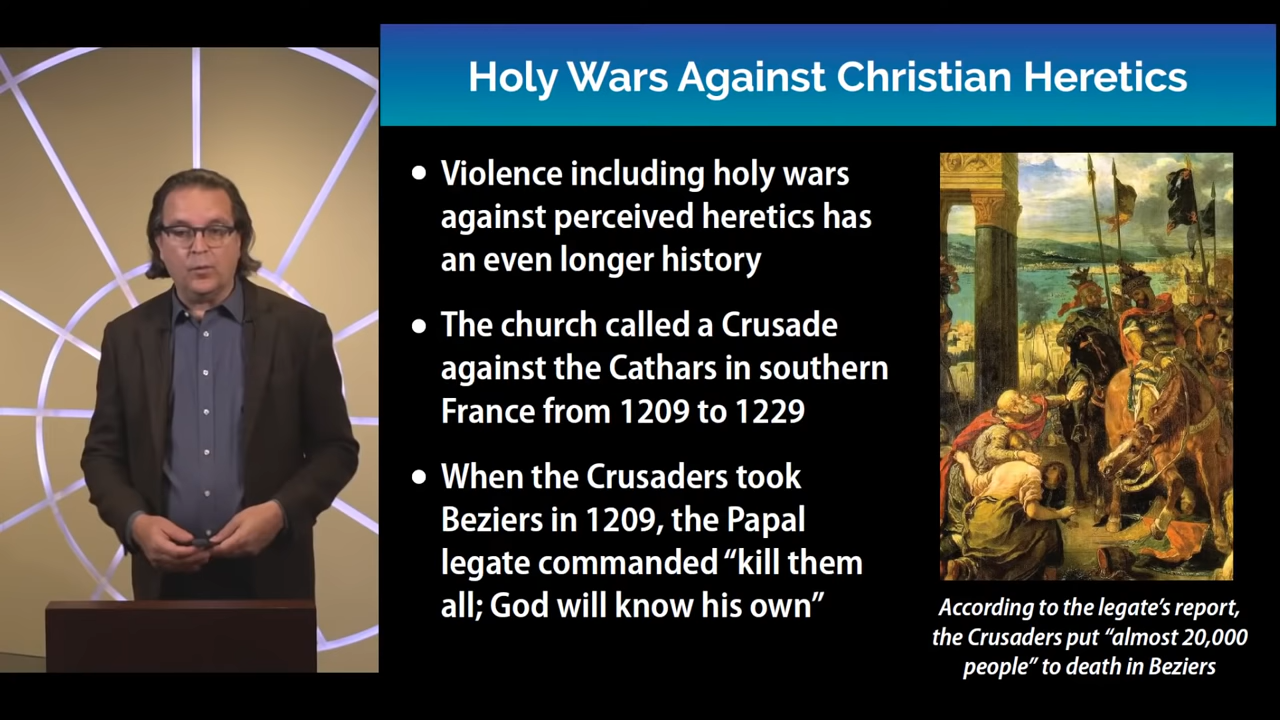 Holy Wars Against Christian Heretics
• Violence including holy wars
against perceived heretics has
an even longer history
• The church called a Crusade
against the Cathars in southern
France from 1209 to 1229
• When the Crusaders took
Beziers in 1209, the Papal
legate commanded “kill them
all; God will know his own”
According to the legate’s report,
the Crusaders put “almost 20,000
people” to death in Beziers